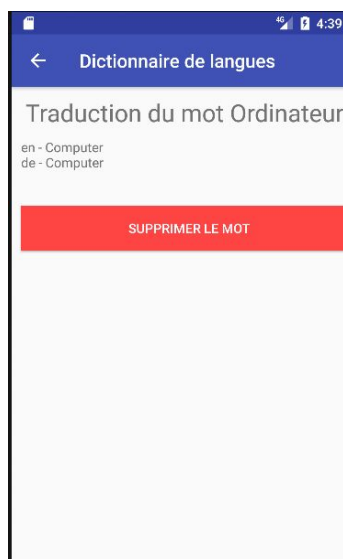 4G 4:39
Dictionnaire de langues
Traduction du mot Ordinateur
en - Computer
de - Computer
SUPPRIMER LE MOT